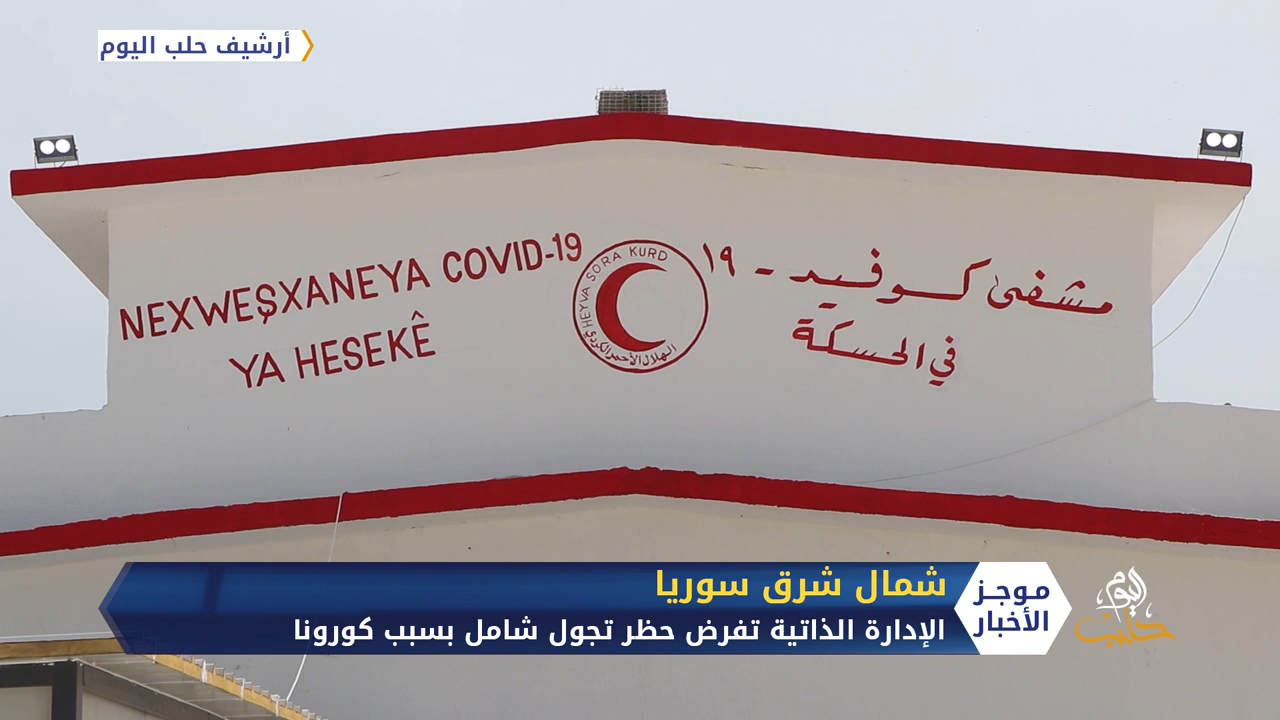 أرشيف حلب اليوم
NEXWEŞXANEYA COVID-19
YA HESEKÊ
HEYVA SORA KURD
الهلال الأحمر الكردي
مشفى كوفيد - ١٩
في الحسكة
موجز
الأخبار
شمال شرق سوريا
الإدارة الذاتية تفرض حظر تجول شامل بسبب كورونا
حلب
اليوم